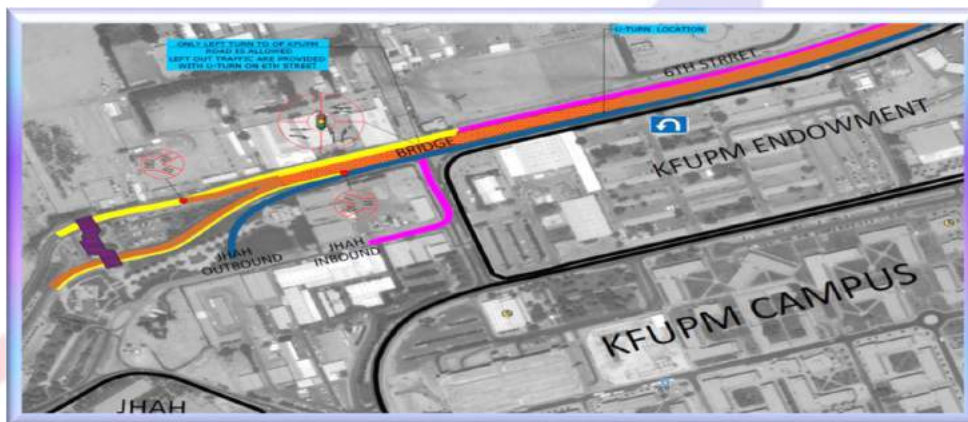 ONLY LEFT TURN TO OF KFUPM
ROAD IS ALLOWED
LEFT OUT TRAFFIC ARE PROVIDED
WITH U-TURN ON 6TH STREET
U-TURN LOCATION
6TH STRRET
BRIDGE
KFUPM ENDOWMENT
JHAH
OUTBOUND
JHAH
INBOUND
KFUPM CAMPUS
JHAH